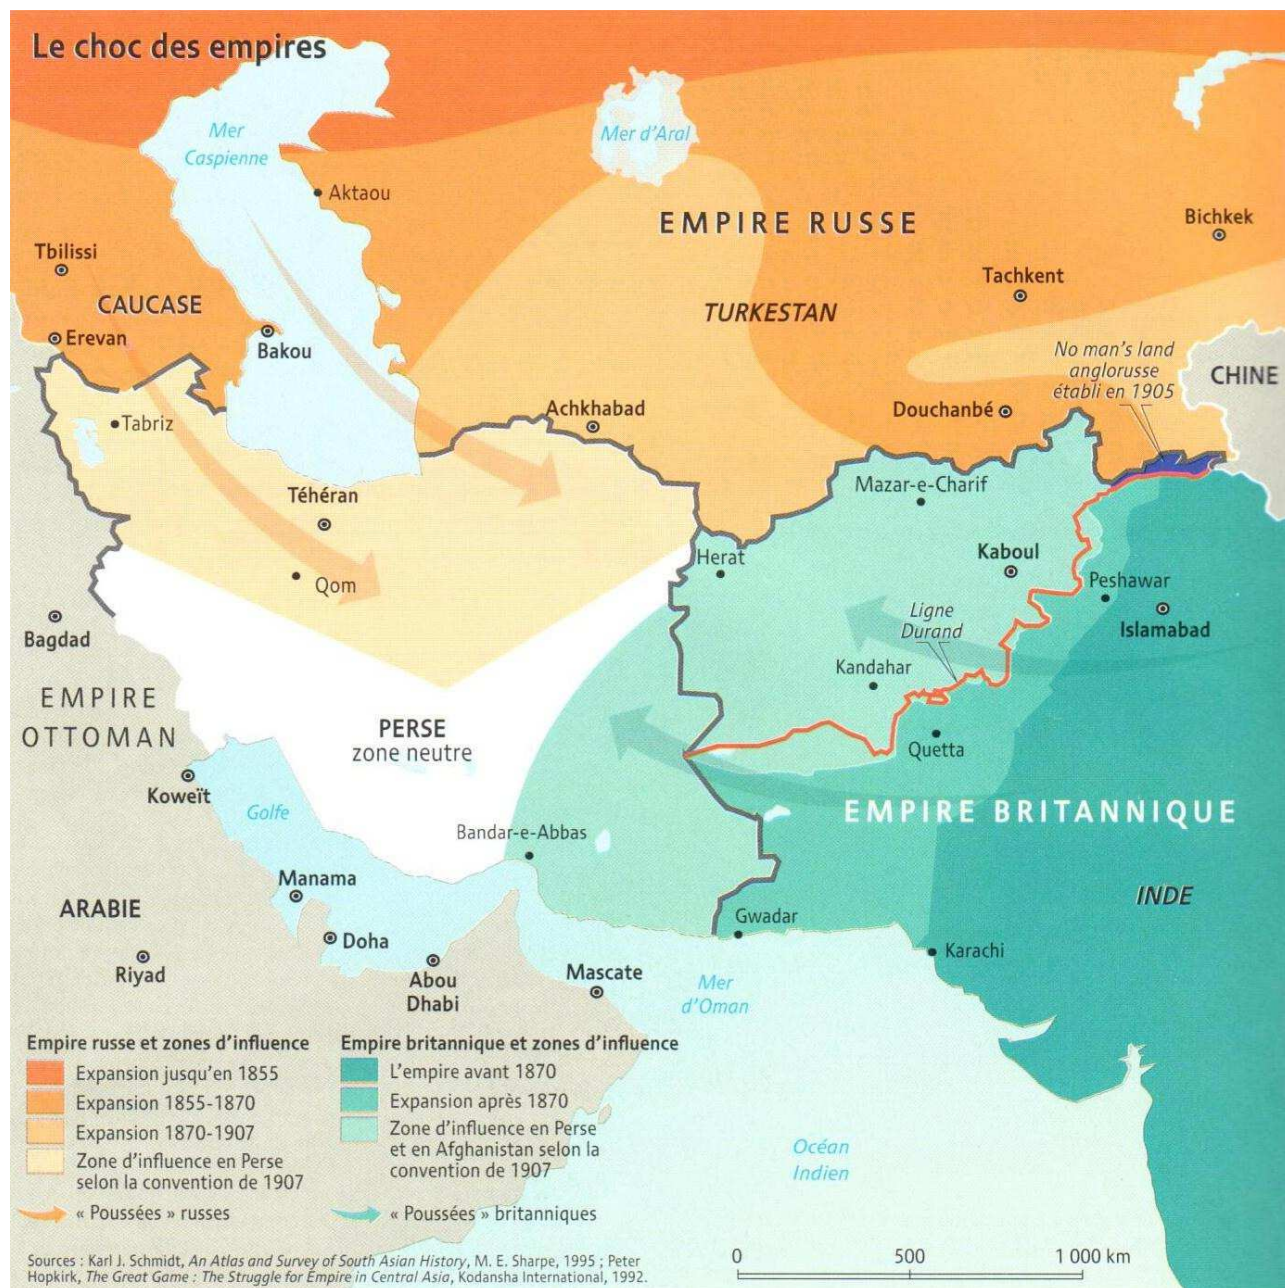 Le choc des empires
Mer
Caspienne
Mer d'Aral
Aktaou
EMPIRE RUSSE
Bichkek
Tbilissi
Tachkent
CAUCASE
TURKESTAN
Erevan
Bakou
No man's land
anglorusse
établi en 1905
CHINE
Tabriz
Achkhabad
Douchanbé
Téhéran
Mazar-e-Charif
Qom
Herat
Kaboul
Peshawar
Bagdad
Ligne
Durand
Islamabad
Kandahar
EMPIRE
OTTOMAN
PERSE
zone neutre
Quetta
Koweït
Golfe
Bandar-e-Abbas
EMPIRE BRITANNIQUE
Manama
INDE
ARABIE
Gwadar
Doha
Karachi
Riyad
Abou
Dhabi
Mascate
Mer
d'Oman
Empire russe et zones d'influence
Expansion jusqu'en 1855
Expansion 1855-1870
Expansion 1870-1907
Zone d'influence en Perse
selon la convention de 1907
« Poussées » russes
Empire britannique et zones d'influence
L'empire avant 1870
Expansion après 1870
Zone d'influence en Perse
et en Afghanistan selon la
convention de 1907
« Poussées » britanniques
Océan
Indien
0 500 1 000 km
Sources : Karl J. Schmidt, An Atlas and Survey of South Asian History, M. E. Sharpe, 1995 ; Peter
Hopkirk, The Great Game : The Struggle for Empire in Central Asia, Kodansha International, 1992.